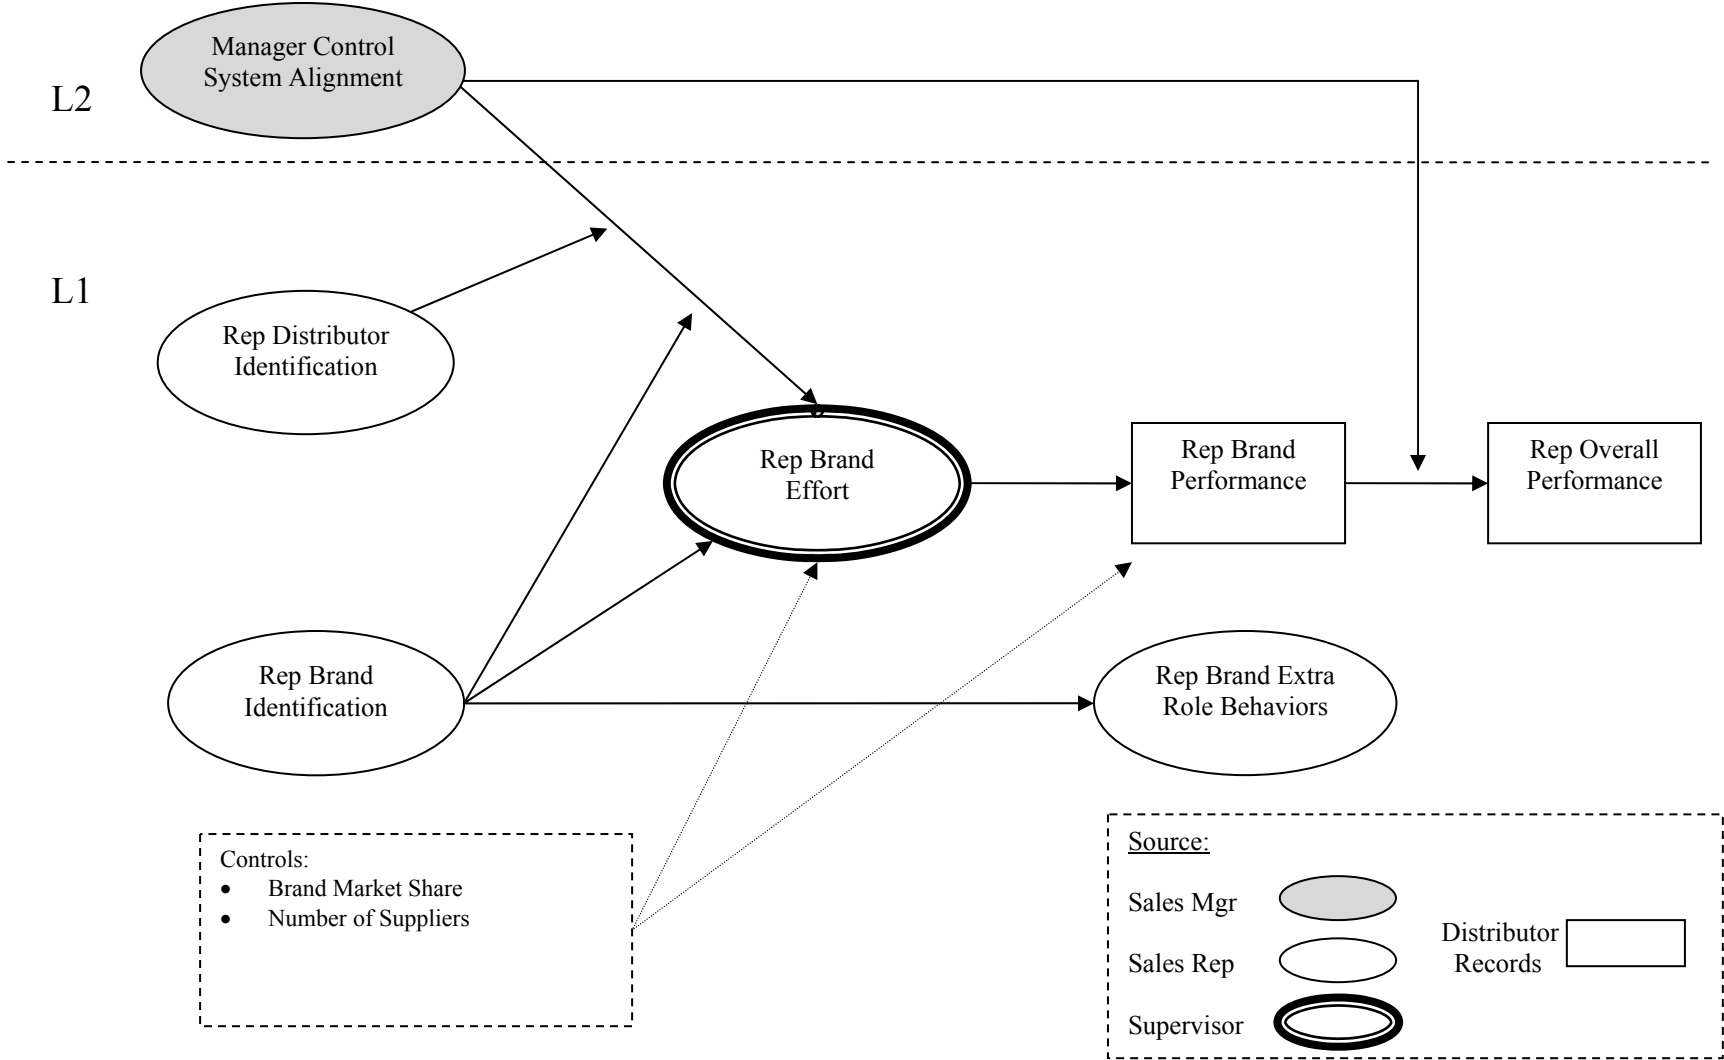 Manager Control
System Alignment
L2
L1
Rep Distributor
Identification
Rep Brand
Effort
Rep Brand
Performance
Rep Overall
Performance
Rep Brand
Identification
Rep Brand Extra
Role Behaviors
Controls:
• Brand Market Share
• Number of Suppliers
Source:
Sales Mgr
Sales Rep
Supervisor
Distributor
Records